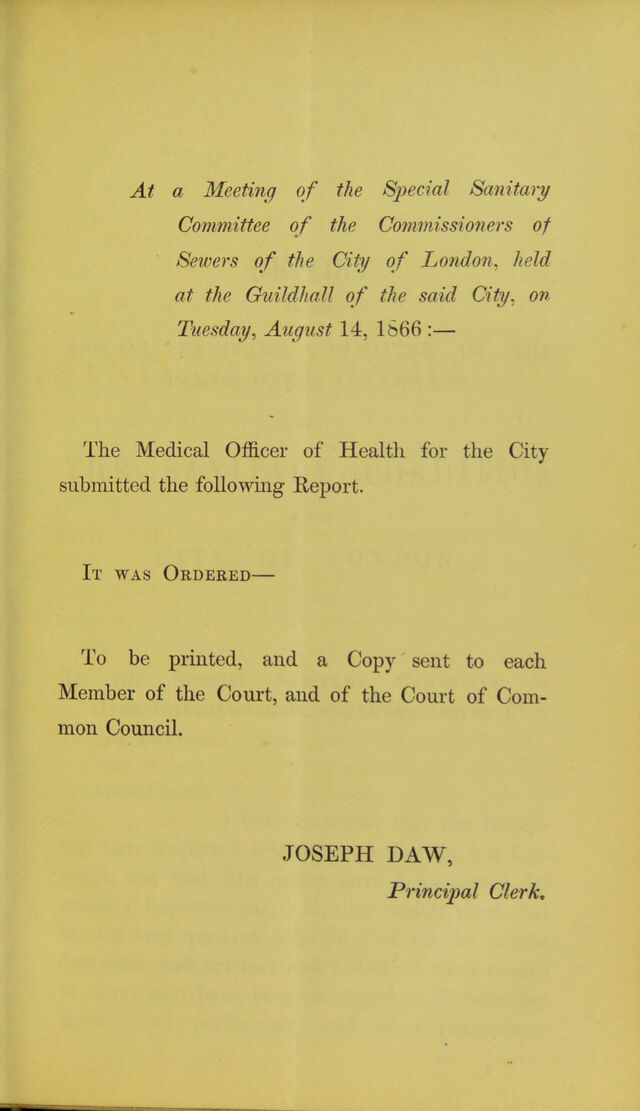 At a Meeting of the Special Sanitary
Committee of the Commissioners of
Sewers of the City of London, held
at the Guildhall of the said City, on
Tuesday, August 14, 1866 :—
The Medical Officer of Health for the City
submitted the following Report.
It was Ordered—
To be printed, and a Copy sent to each
Member of the Court, and of the Court of Com-
mon Council.
JOSEPH DAW,
Principal Clerk.